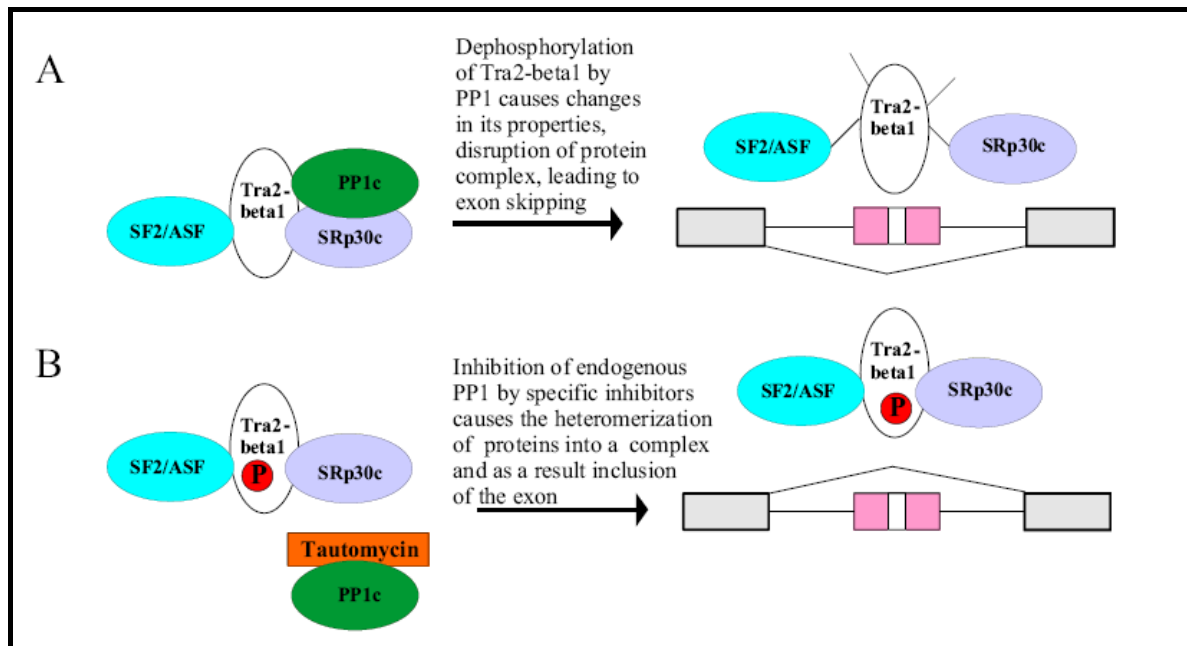 A
SF2/ASF
Tra2-
beta1
PP1c
SRp30c
Dephosphorylation
of Tra2-beta1 by
PP1 causes changes
in its properties,
disruption of protein
complex, leading to
exon skipping
SF2/ASF
Tra2-
beta1
SRp30c
B
SF2/ASF
Tra2-
beta1
P
SRp30c
Tautomycin
PP1c
Inhibition of endogenous
PP1 by specific inhibitors
causes the heteromerization
of proteins into a complex
and as a result inclusion
of the exon
SF2/ASF
Tra2-
beta1
P
SRp30c